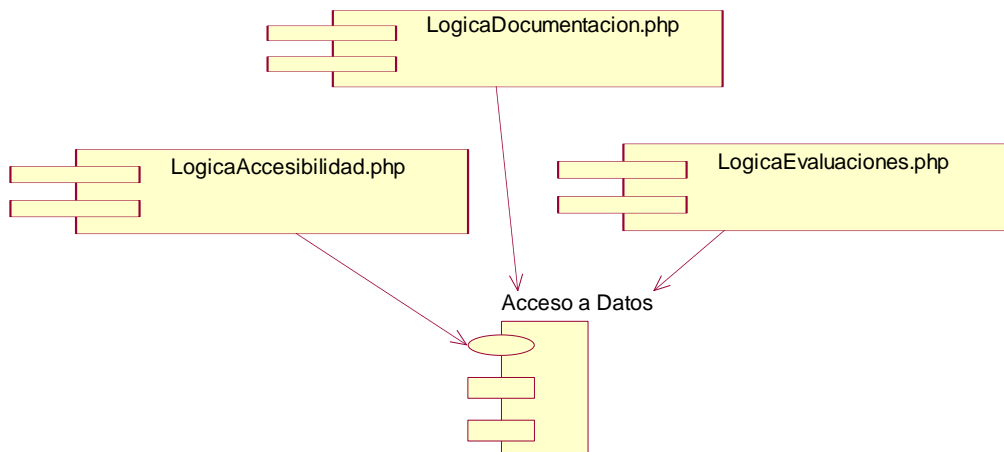 LogicaDocumentacion.php
LogicaAccesibilidad.php
LogicaEvaluaciones.php
Acceso a Datos